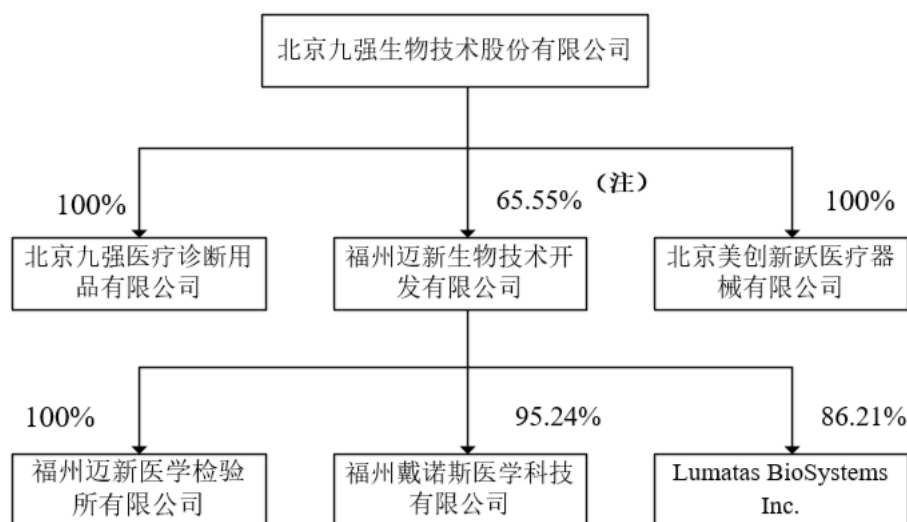 北京九强生物技术股份有限公司
100%
65.55%
（注）
100%
北京九强医疗诊断用
品有限公司
福州迈新生物技术开
发有限公司
北京美创新跃医疗器
械有限公司
100%
95.24%
86.21%
福州迈新医学检验
所有限公司
福州戴诺斯医学科技
有限公司
Lumatas BioSystems
Inc.